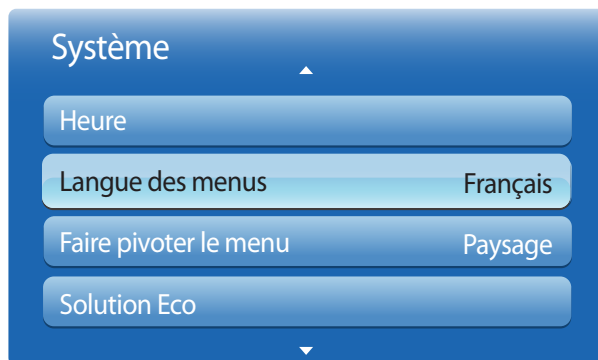 Système
Heure
Langue des menus Français
Faire pivoter le menu Paysage
Solution Eco